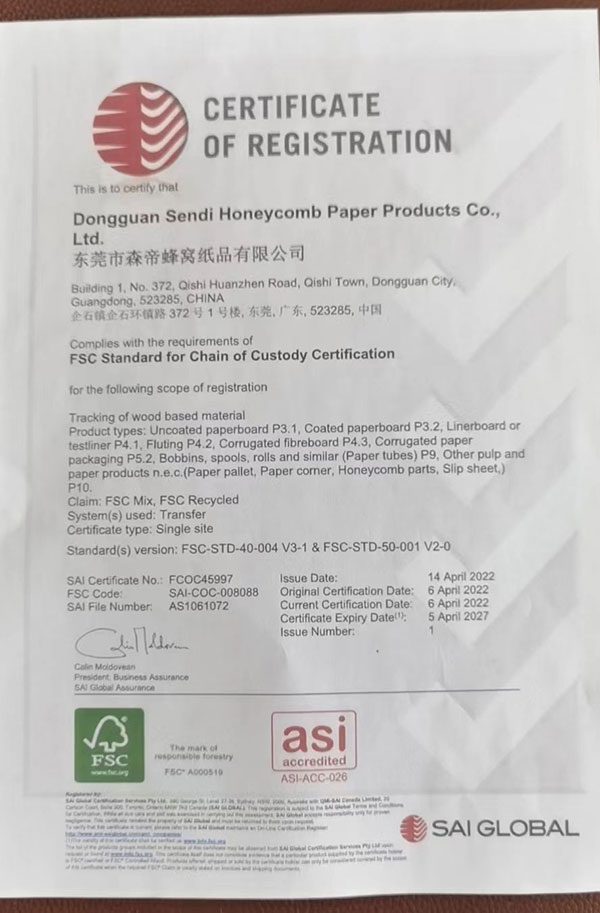 CERTIFICATE
OF REGISTRATION
This is to certify that
Dongguan Sendi Honeycomb Paper Products Co.,
Ltd.
东莞市森帝蜂窝纸品有限公司
Building 1, No. 372, Qishi Huanzhen Road, Qishi Town, Dongguan City,
Guangdong, 523285, CHINA
企石镇企石环镇路 372 号 1 号楼, 东莞, 广东, 523285, 中国
Complies with the requirements of
FSC Standard for Chain of Custody Certification
for the following scope of registration
Tracking of wood based material
Product types: Uncoated paperboard P3.1, Coated paperboard P3.2, Linerboard or
testliner P4.1, Fluting P4.2, Corrugated fibreboard P4.3, Corrugated paper
packaging P5.2, Bobbins, spools, rolls and similar (Paper tubes) P9, Other pulp and
paper products n.e.c.(Paper pallet, Paper corner, Honeycomb parts, Slip sheet,)
P10.
Claim: FSC Mix, FSC Recycled
System(s) used: Transfer
Certificate type: Single site
Standard(s) version: FSC-STD-40-004 V3-1 & FSC-STD-50-001 V2-0
SAI Certificate No.: FCOC45997
FSC Code: SAI-COC-008088
SAI File Number: AS1061072
Issue Date: 14 April 2022
Original Certification Date: 6 April 2022
Current Certification Date: 6 April 2022
Certificate Expiry Date(1): 5 April 2027
Issue Number: 1
Calin Moldovean
President, Business Assurance
SAI Global Assurance
FSC
www.fsc.org
The mark of
responsible forestry
FSC® A000519
asi
accredited
ASI-ACC-026
Registered by:
SAI GLOBAL